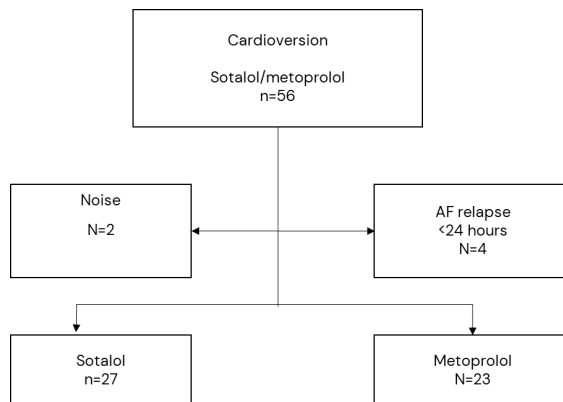 Cardioversion
Sotalol/metoprolol
n=56
Noise
N=2
AF relapse
<24 hours
N=4
Sotalol
n=27
Metoprolol
N=23